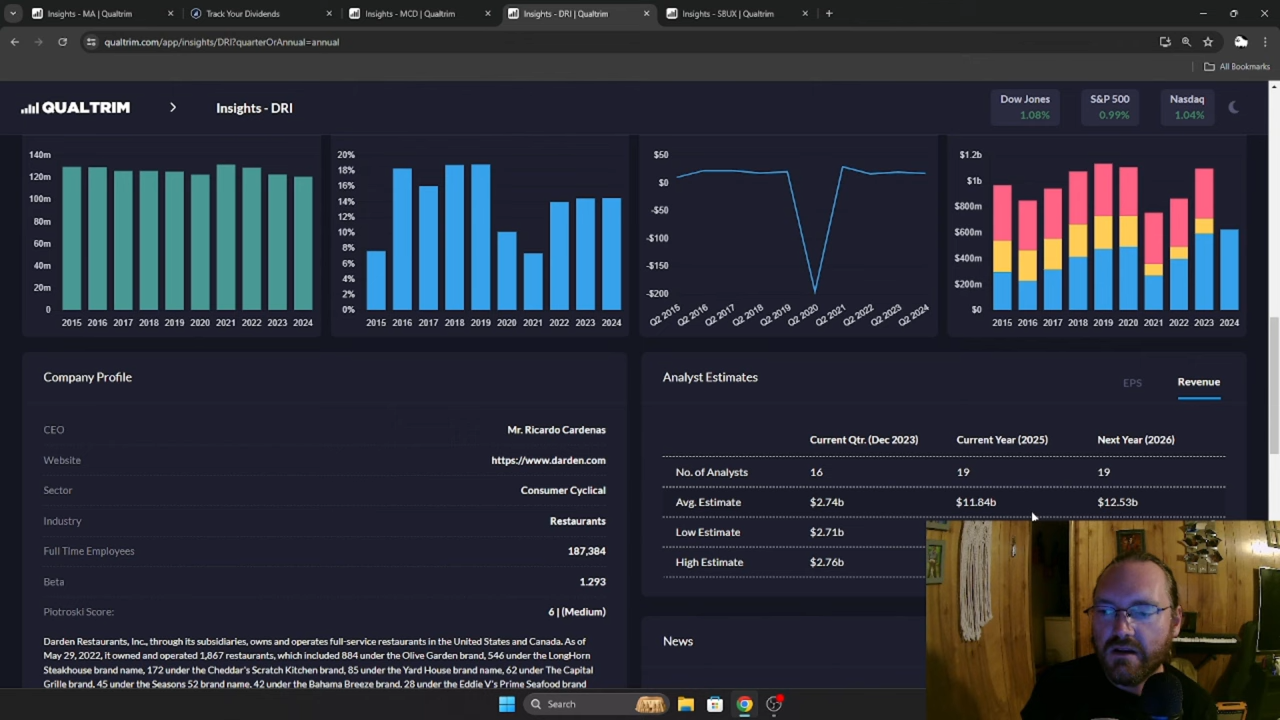 Insights - MA | Qualtrim
Track Your Dividends
Insights - MCD | Qualtrim
Insights - DRI | Qualtrim
Insights - SBUX | Qualtrim
qualtrim.com/app/insights/DRI?quarterOrAnnual=annual
All Bookmarks
QUALTRIM
Insights - DRI
Dow Jones
1.08%
S&P 500
0.99%
Nasdaq
1.04%
140m
120m
100m
80m
60m
40m
20m
0
2015 2016 2017 2018 2019 2020 2021 2022 2023 2024
20%
18%
16%
14%
12%
10%
8%
6%
4%
2%
0%
2015 2016 2017 2018 2019 2020 2021 2022 2023 2024
$50
$0
-$50
-$100
-$150
-$200
Q2 2015 Q2 2016 Q2 2017 Q2 2018 Q2 2019 Q2 2020 Q2 2021 Q2 2022 Q2 2023 Q2 2024
$1.2b
$1b
$800m
$600m
$400m
$200m
$0
2015 2016 2017 2018 2019 2020 2021 2022 2023 2024
Company Profile
CEO Mr. Ricardo Cardenas
Website https://www.darden.com
Sector Consumer Cyclical
Industry Restaurants
Full Time Employees 187,384
Beta 1.293
Piotroski Score: 6 | (Medium)
Darden Restaurants, Inc., through its subsidiaries, owns and operates full-service restaurants in the United States and Canada. As of
May 29, 2022, it owned and operated 1,867 restaurants, which included 884 under the Olive Garden brand, 546 under the LongHorn
Steakhouse brand name, 172 under the Cheddar's Scratch Kitchen brand, 85 under the Yard House brand name, 62 under The Capital
Grille brand, 45 under the Seasons 52 brand name, 42 under the Bahama Breeze brand, 28 under the Eddie V's Prime Seafood brand
Analyst Estimates
EPS Revenue
Current Qtr. (Dec 2023) Current Year (2025) Next Year (2026)
No. of Analysts 16 19 19
Avg. Estimate $2.74b $11.84b $12.53b
Low Estimate $2.71b
High Estimate $2.76b
News
Search